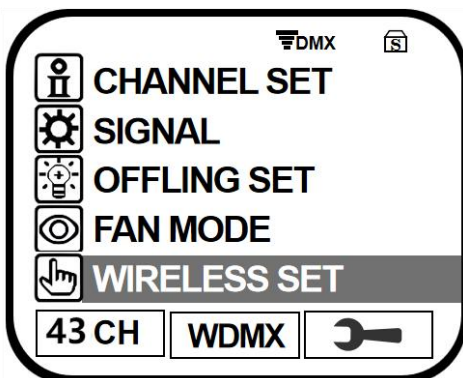 DMX S
CHANNEL SET
SIGNAL
OFFLING SET
FAN MODE
WIRELESS SET
43 CH WDMX